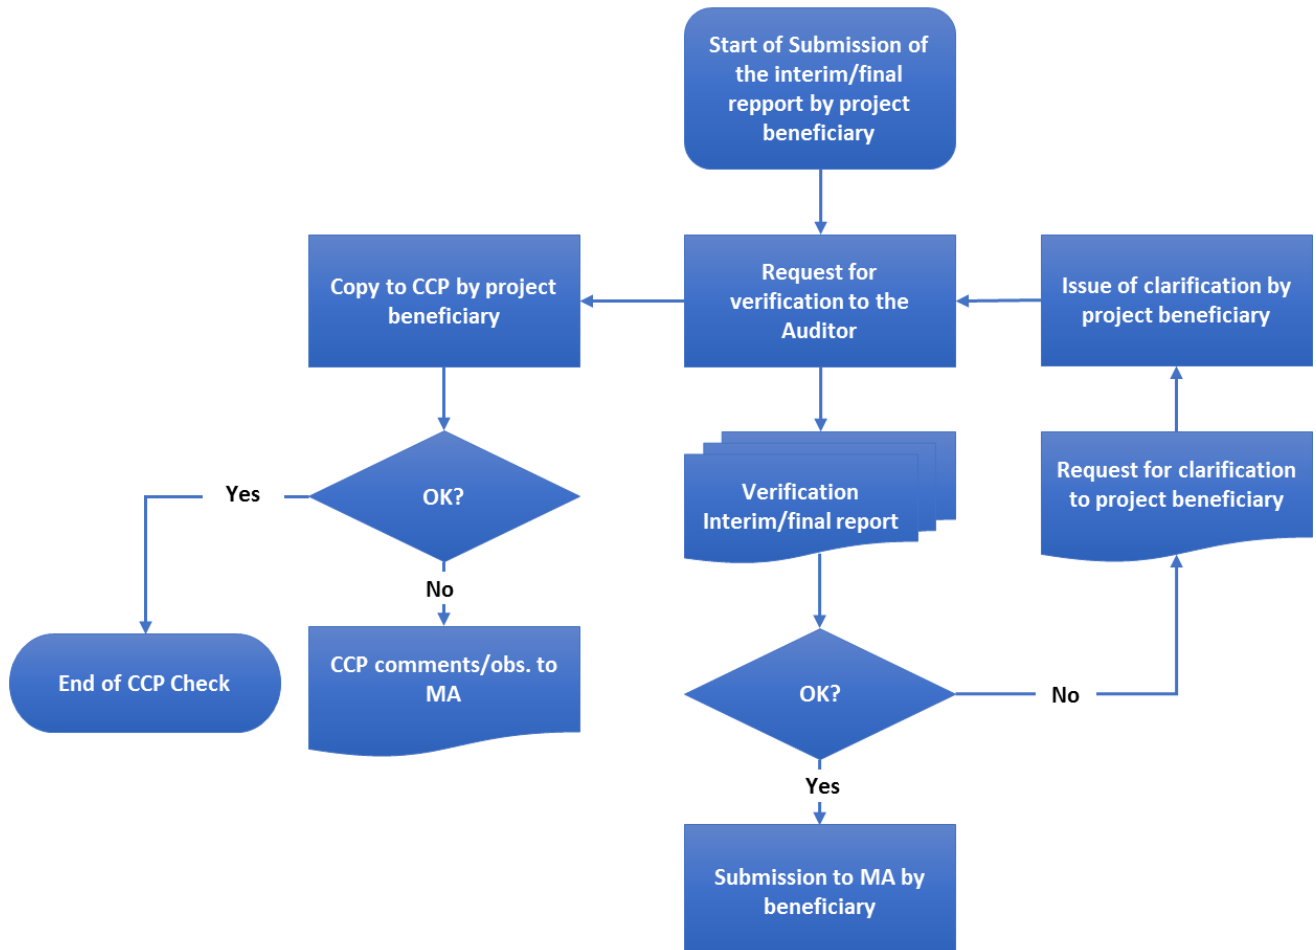 Start of Submission of
the interim/final
repport by project
beneficiary
Copy to CCP by project
beneficiary
Request for
verification to the
Auditor
Issue of clarification by
project beneficiary
Yes
OK?
No
Verification
Interim/final report
Request for clarification
to project beneficiary
End of CCP Check
CCP comments/obs. to
MA
OK?
No
Yes
Submission to MA by
beneficiary